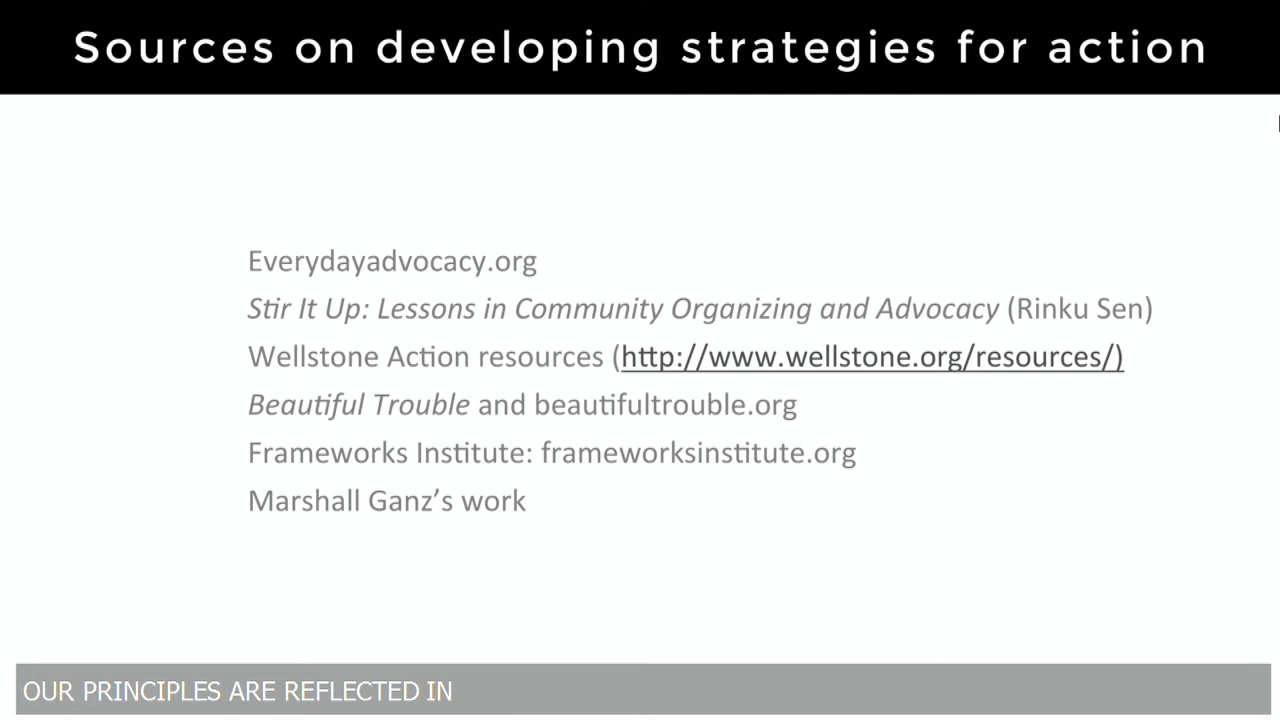 Sources on developing strategies for action
Everydayadvocacy.org
Stir It Up: Lessons in Community Organizing and Advocacy (Rinku Sen)
Wellstone Action resources (http://www.wellstone.org/resources/)
Beautiful Trouble and beautifultrouble.org
Frameworks Institute: frameworksinstitute.org
Marshall Ganz’s work
OUR PRINCIPLES ARE REFLECTED IN